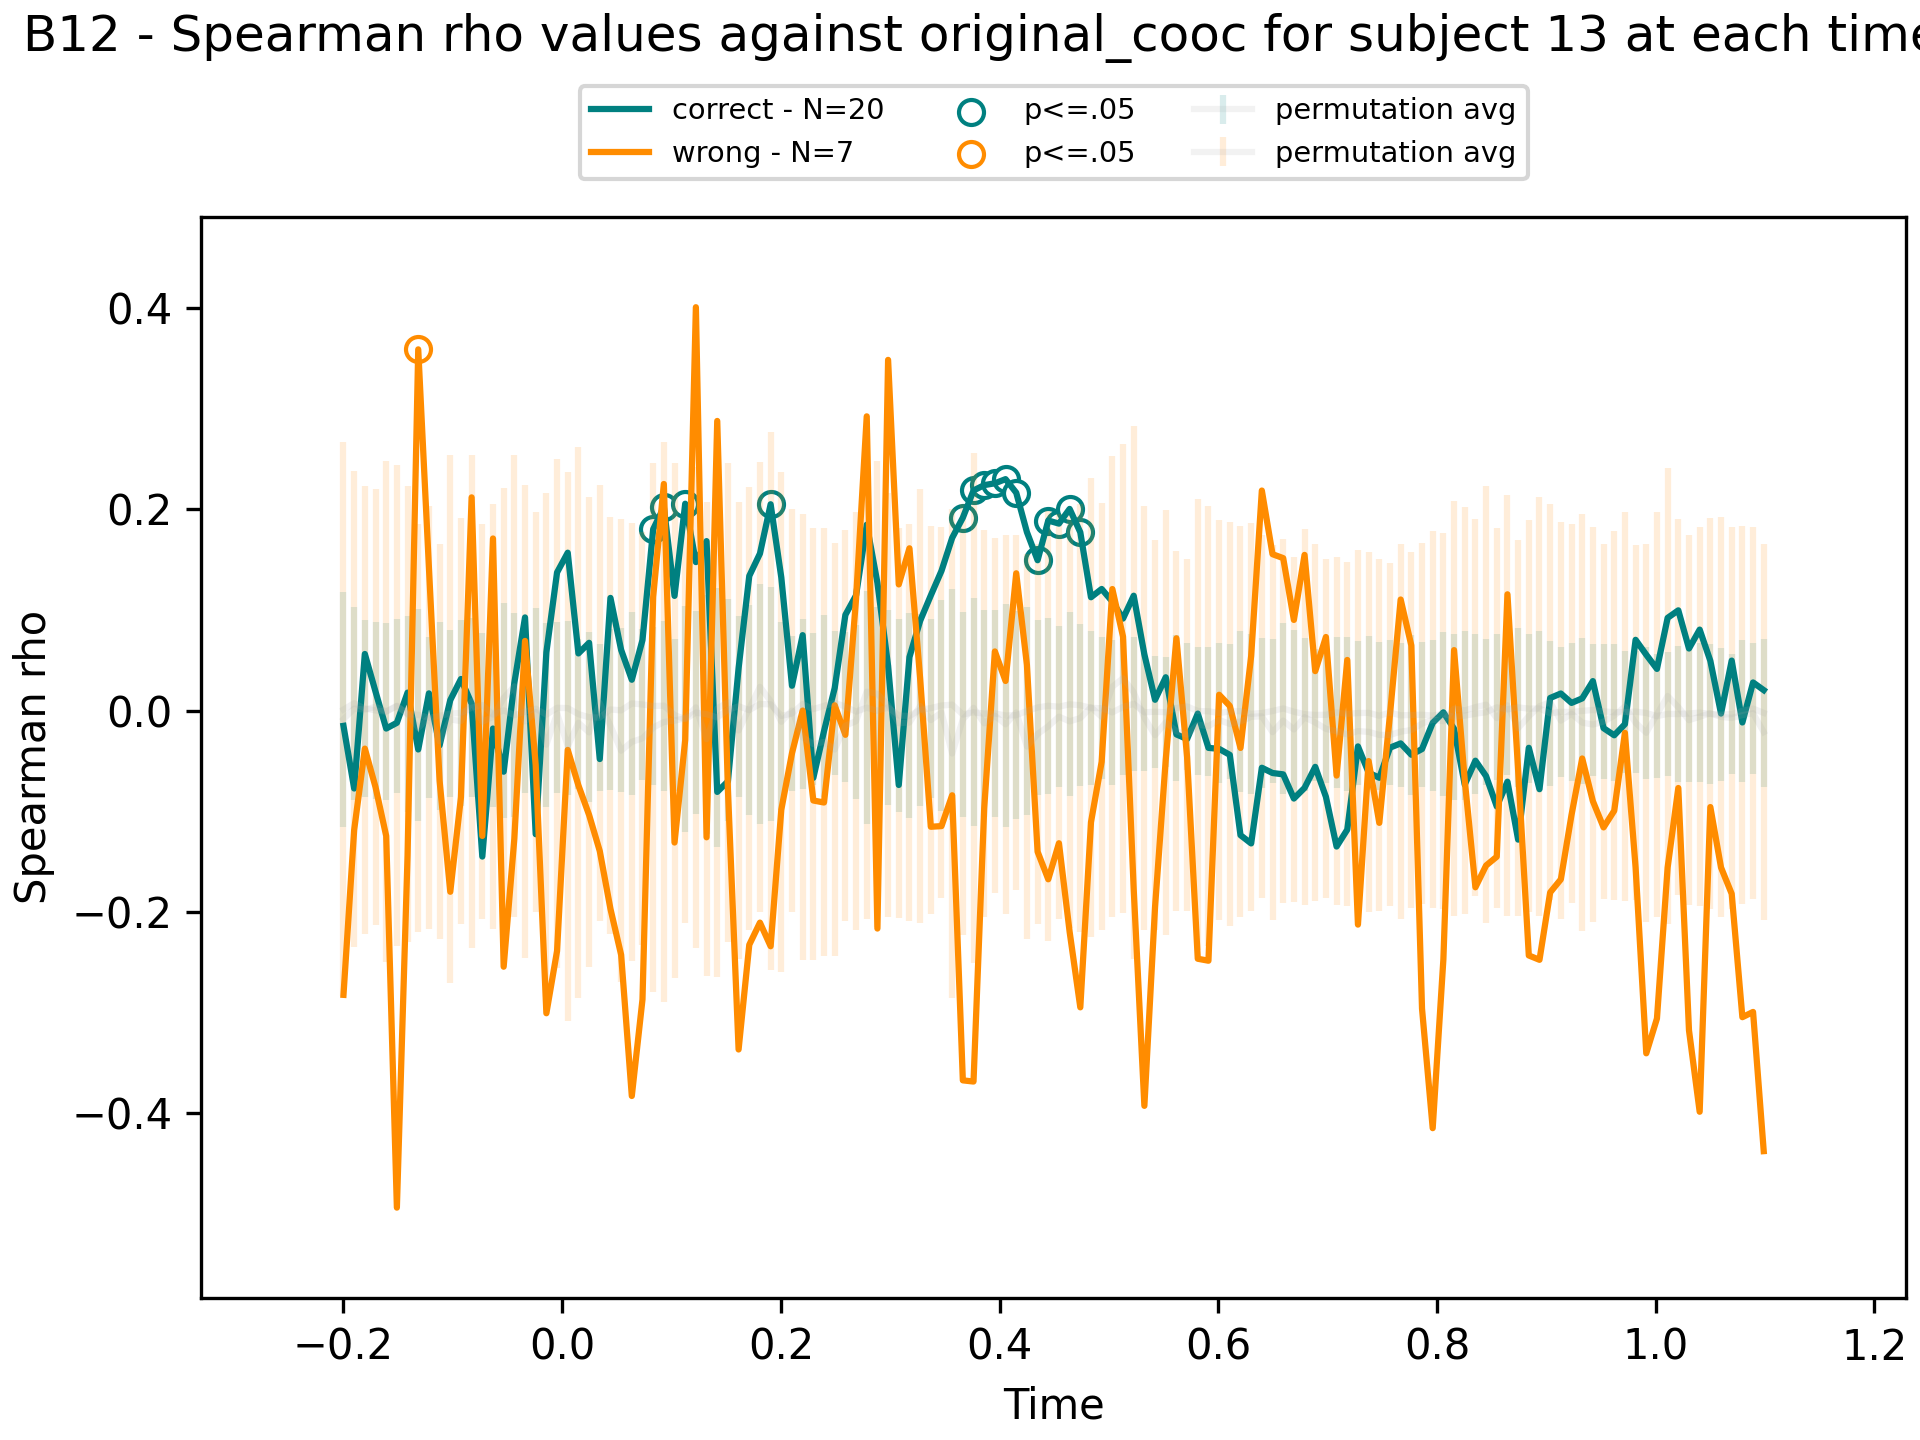 B12 - Spearman rho values against original_cooc for subject 13 at each time
correct - N=20
wrong - N=7
p<=.05
p<=.05
permutation avg
permutation avg
Spearman rho
0.4
0.2
0.0
−0.2
−0.4
−0.2 0.0 0.2 0.4 0.6 0.8 1.0 1.2
Time